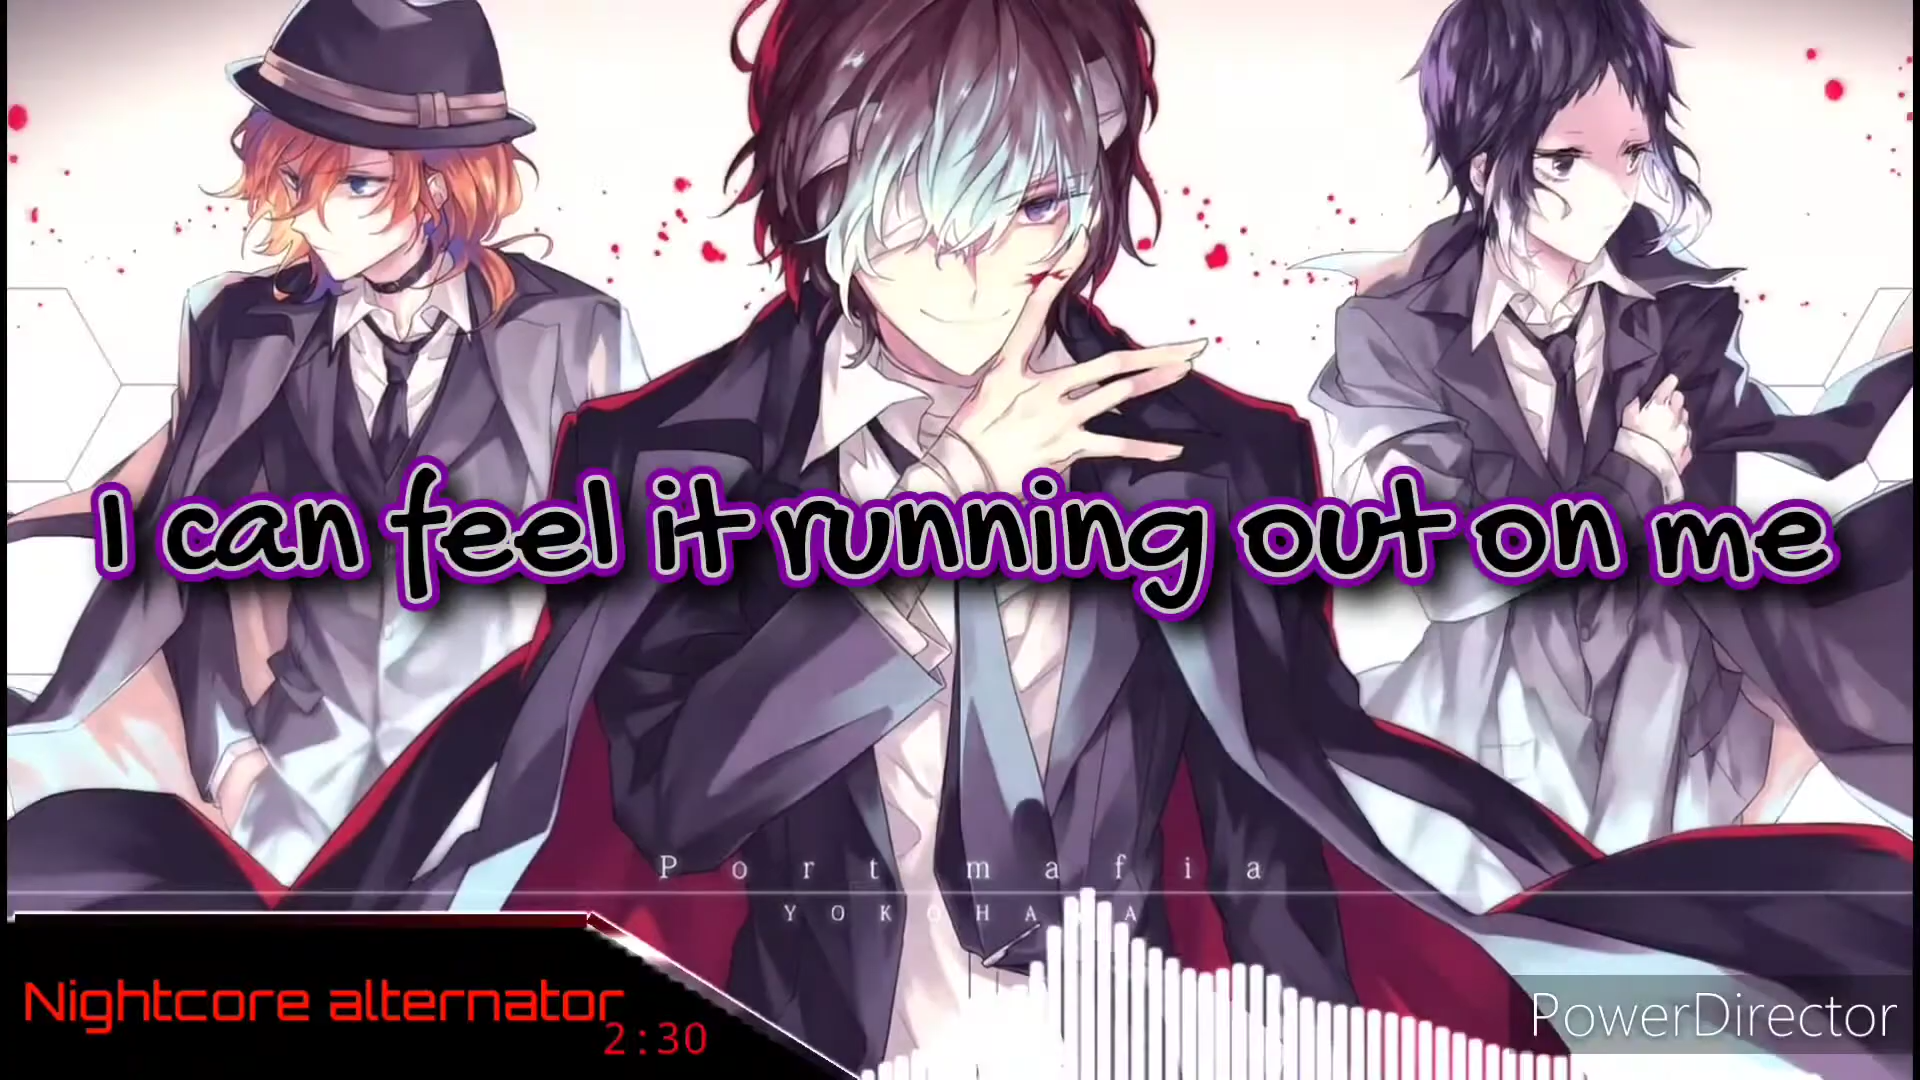 I can feel it running out on me
Port mafia
YOKOHAMA
Nightcore alternator
2:30
PowerDirector